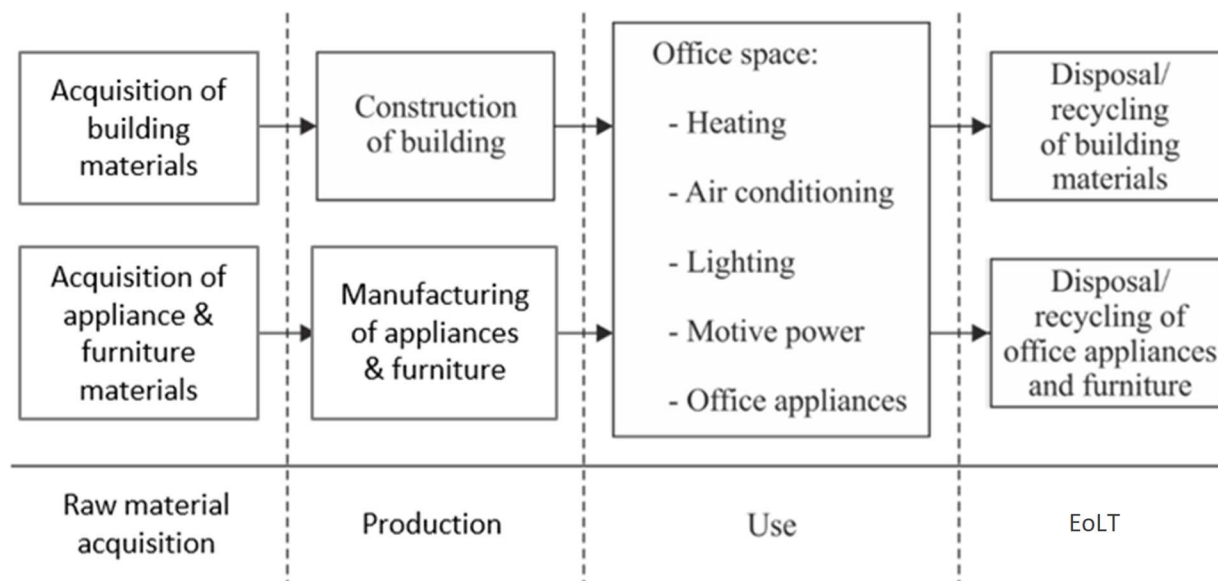 Acquisition of
building
materials
Construction
of building
Office space:
- Heating
- Air conditioning
- Lighting
- Motive power
- Office appliances
Disposal/
recycling
of building
materials
Acquisition of
appliance &
furniture
materials
Manufacturing
of appliances
& furniture
Disposal/
recycling of
office appliances
and furniture
Raw material
acquisition
Production
Use
EoLT